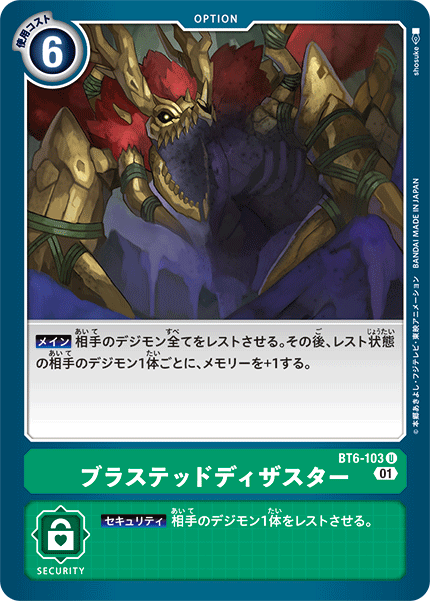 OPTION
使用コスト
6
shosuke
メイン 相手のデジモン全てをレストさせる。その後、レスト状態
の相手のデジモン1体ごとに、メモリーを+1する。
©本郷あきよし・フジテレビ・東映アニメーション BANDAI MADE IN JAPAN
BT6-103 U
ブラステッドディザスター
01
セキュリティ 相手のデジモン1体をレストさせる。
SECURITY